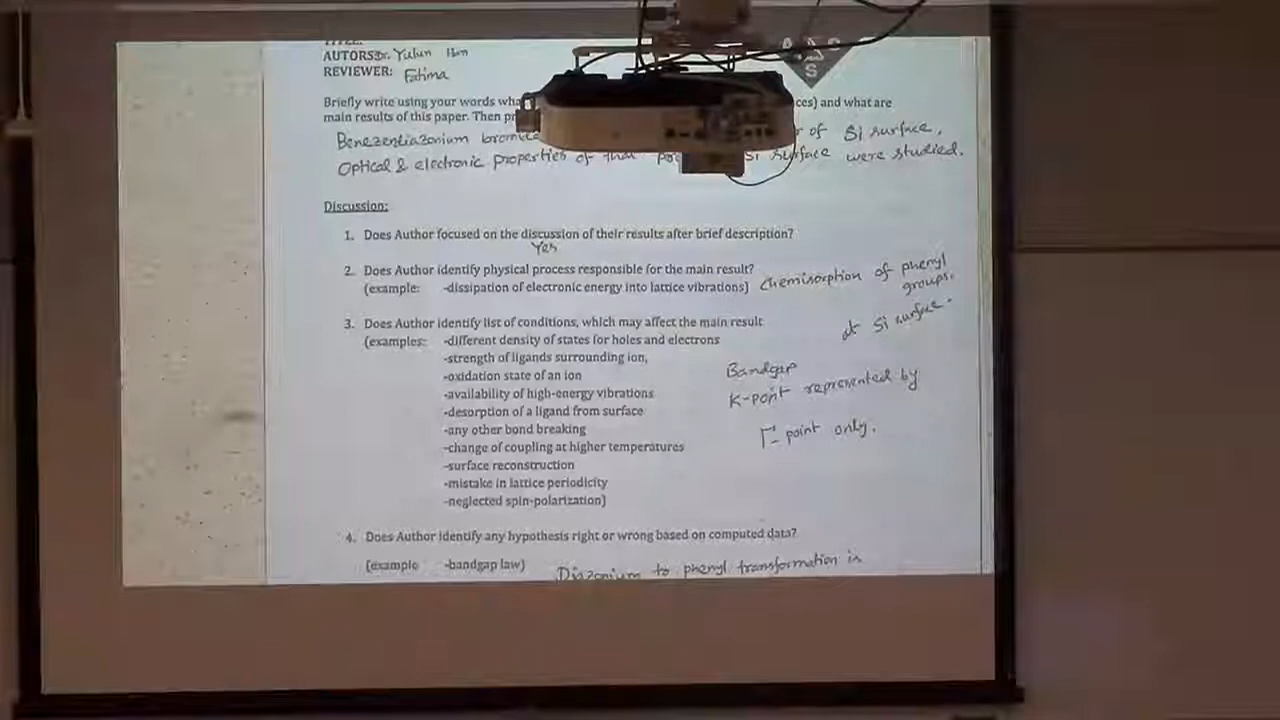 AUTORS: Dr. Yulun Han
REVIEWER: Fatima
A A S
S
Briefly write using your words ces) and what are
main results of this paper. Then
Benezentiazonium of Si surface,
Optical & electronic properties of that Si surface were studied.
Discussion:
1. Does Author focused on the discussion of their results after brief description?
Yes
2. Does Author identify physical process responsible for the main result?
(example: -dissipation of electronic energy into lattice vibrations) Chemisorption of phenyl
groups.
at Si surface.
3. Does Author identify list of conditions, which may affect the main result
(examples: -different density of states for holes and electrons
-strength of ligands surrounding ion,
-oxidation state of an ion
-availability of high-energy vibrations
-desorption of a ligand from surface
-any other bond breaking
-change of coupling at higher temperatures
-surface reconstruction
-mistake in lattice periodicity
-neglected spin-polarization)
Bandgap
K-point represented by
Γ- point only.
4. Does Author identify any hypothesis right or wrong based on computed data?
(example -bandgap law) Diazonium to phenyl transformation is